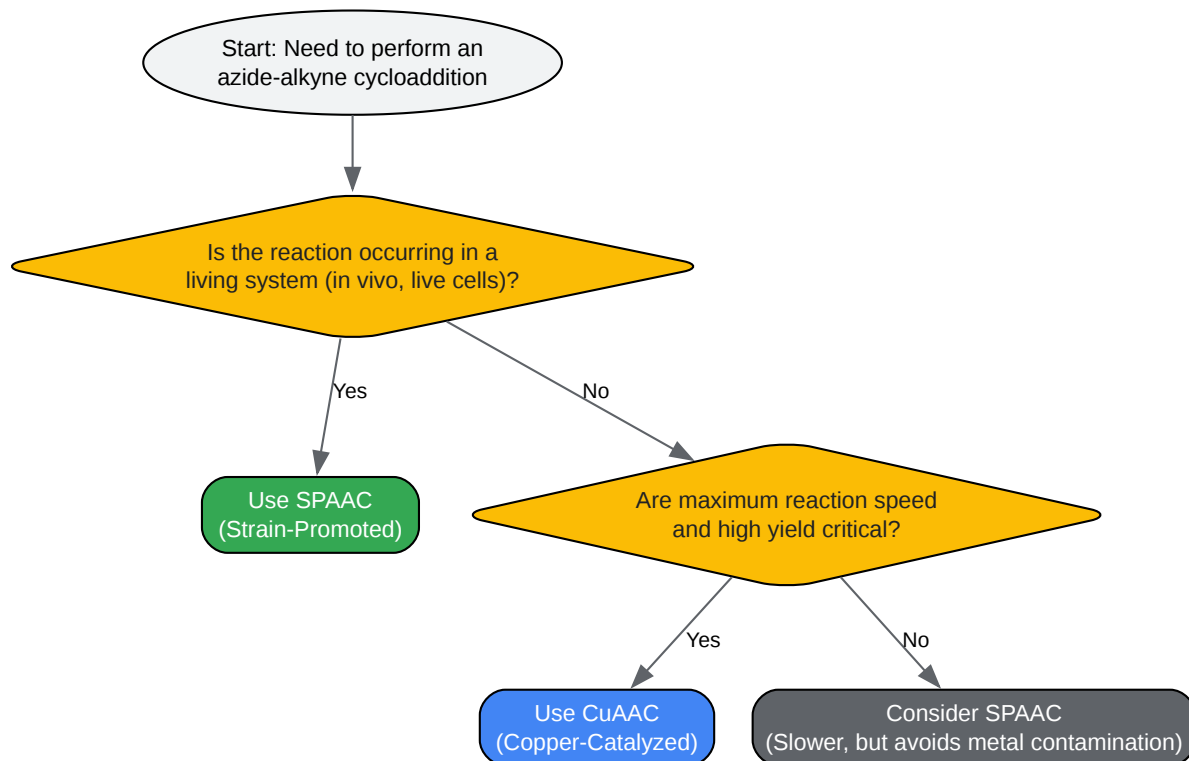 Start: Need to perform an
azide-alkyne cycloaddition
Is the reaction occurring in a
living system (in vivo, live cells)?
Yes
No
Use SPAAC
(Strain-Promoted)
Are maximum reaction speed
and high yield critical?
Yes
No
Use CuAAC
(Copper-Catalyzed)
Consider SPAAC
(Slower, but avoids metal contamination)